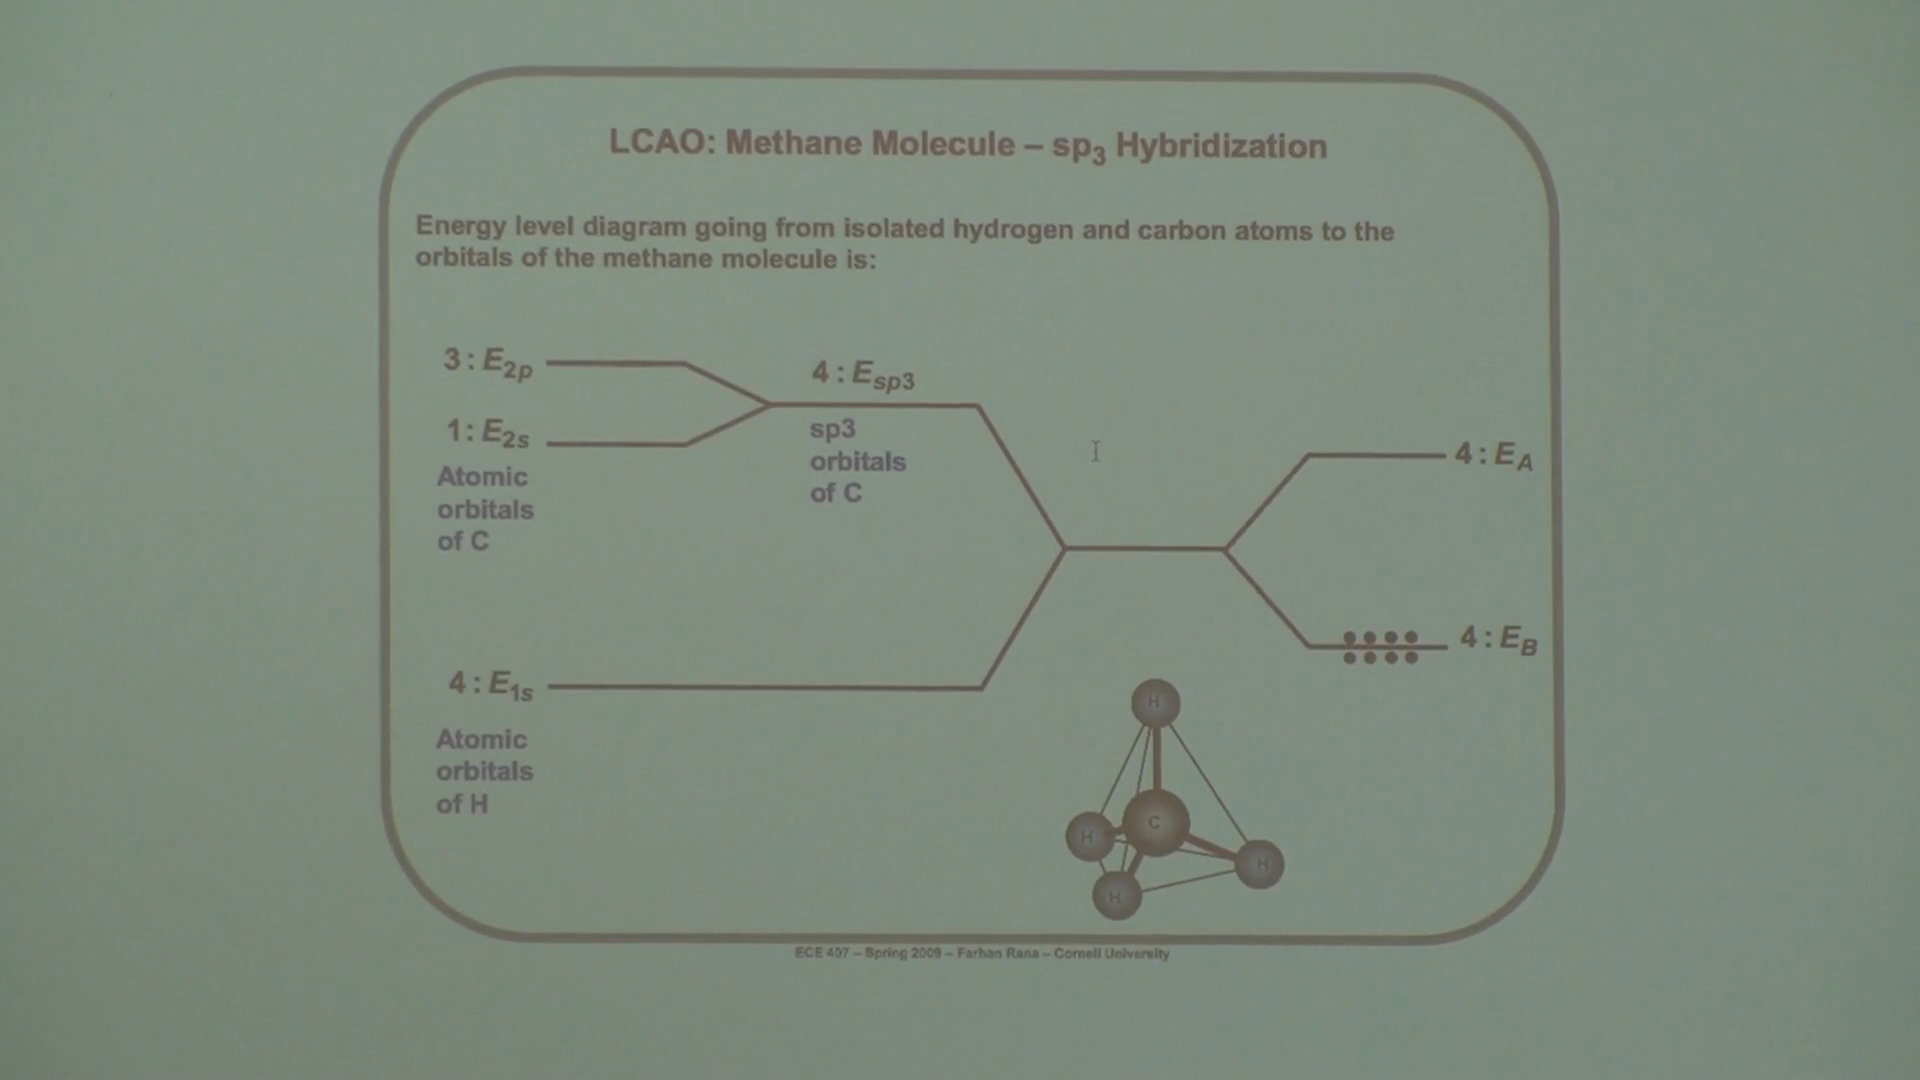 LCAO: Methane Molecule – sp3 Hybridization
Energy level diagram going from isolated hydrogen and carbon atoms to the
orbitals of the methane molecule is:
3 : E2p
4 : Esp3
1: E2s
sp3
orbitals
of C
Atomic
orbitals
of C
4 : EA
4 : EB
4 : E1s
Atomic
orbitals
of H
H
C
H
H
H
ECE 407 – Spring 2009 – Farhan Rana – Cornell University